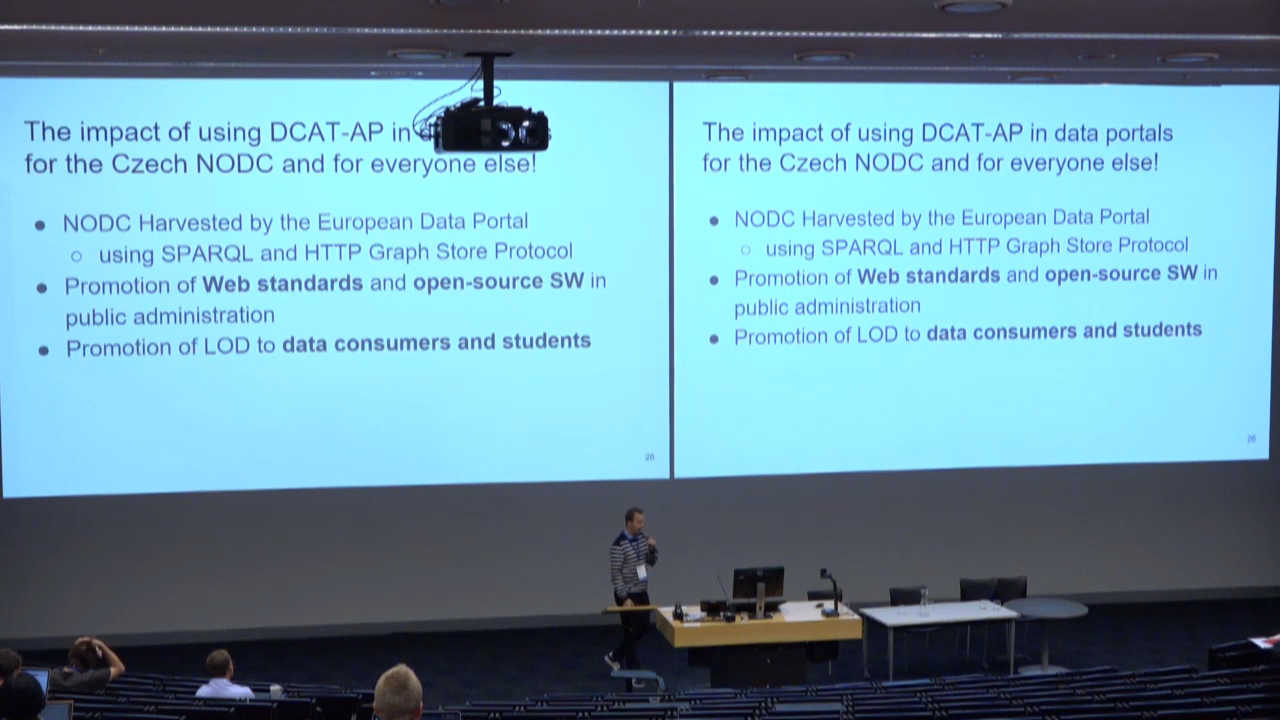 The impact of using DCAT-AP in
for the Czech NODC and for everyone else!
● NODC Harvested by the European Data Portal
○ using SPARQL and HTTP Graph Store Protocol
● Promotion of Web standards and open-source SW in
public administration
● Promotion of LOD to data consumers and students
26
The impact of using DCAT-AP in data portals
for the Czech NODC and for everyone else!
● NODC Harvested by the European Data Portal
○ using SPARQL and HTTP Graph Store Protocol
● Promotion of Web standards and open-source SW in
public administration
● Promotion of LOD to data consumers and students
26